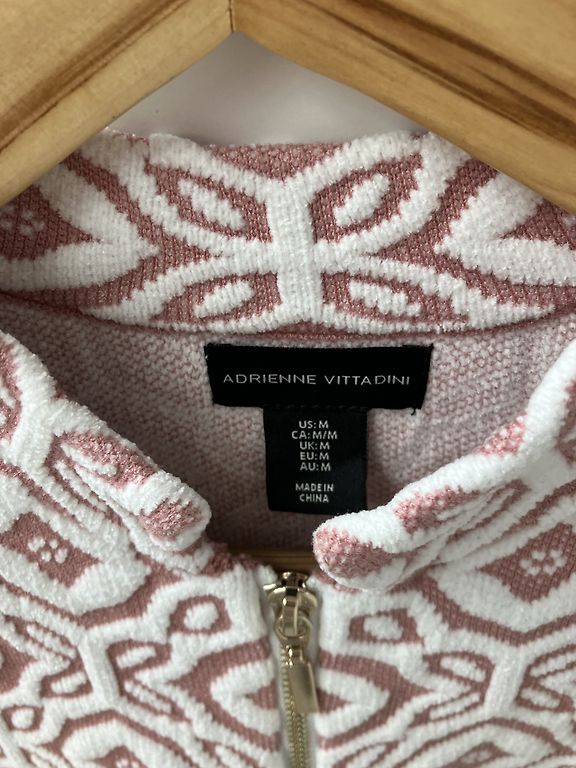 ADRIENNE VITTADINI
US: M
CA: M/M
UK: M
EU: M
AU: M
MADE IN
CHINA